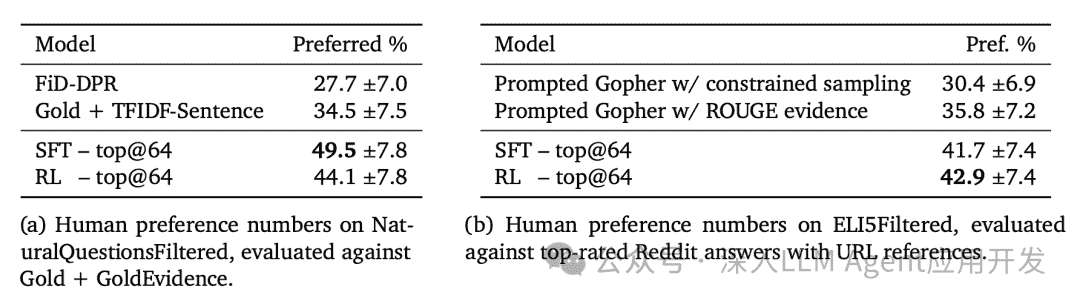 Model Preferred %
FiD-DPR 27.7 ±7.0
Gold + TFIDF-Sentence 34.5 ±7.5
SFT – top@64 49.5 ±7.8
RL – top@64 44.1 ±7.8
(a) Human preference numbers on Nat-
uralQuestionsFiltered, evaluated against
Gold + GoldEvidence.
Model Pref. %
Prompted Gopher w/ constrained sampling 30.4 ±6.9
Prompted Gopher w/ ROUGE evidence 35.8 ±7.2
SFT – top@64 41.7 ±7.4
RL – top@64 42.9 ±7.4
(b) Human preference numbers on ELI5Filtered, evaluated
against top-rated Reddit answers with URL references.
公众号 · 深入LLM Agent应用开发